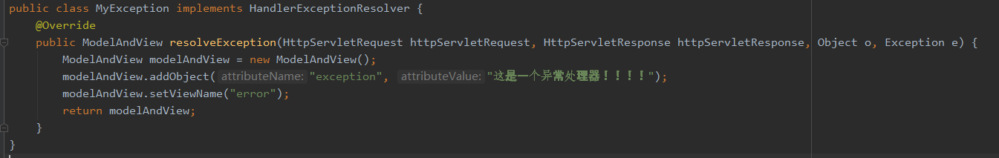 public class MyException implements HandlerExceptionResolver {
@Override
public ModelAndView resolveException(HttpServletRequest httpServletRequest, HttpServletResponse httpServletResponse, Object o, Exception e) {
ModelAndView modelAndView = new ModelAndView();
modelAndView.addObject( attributeName: "exception", attributeValue: "这是一个异常处理器！！！！");
modelAndView.setViewName("error");
return modelAndView;
}
}